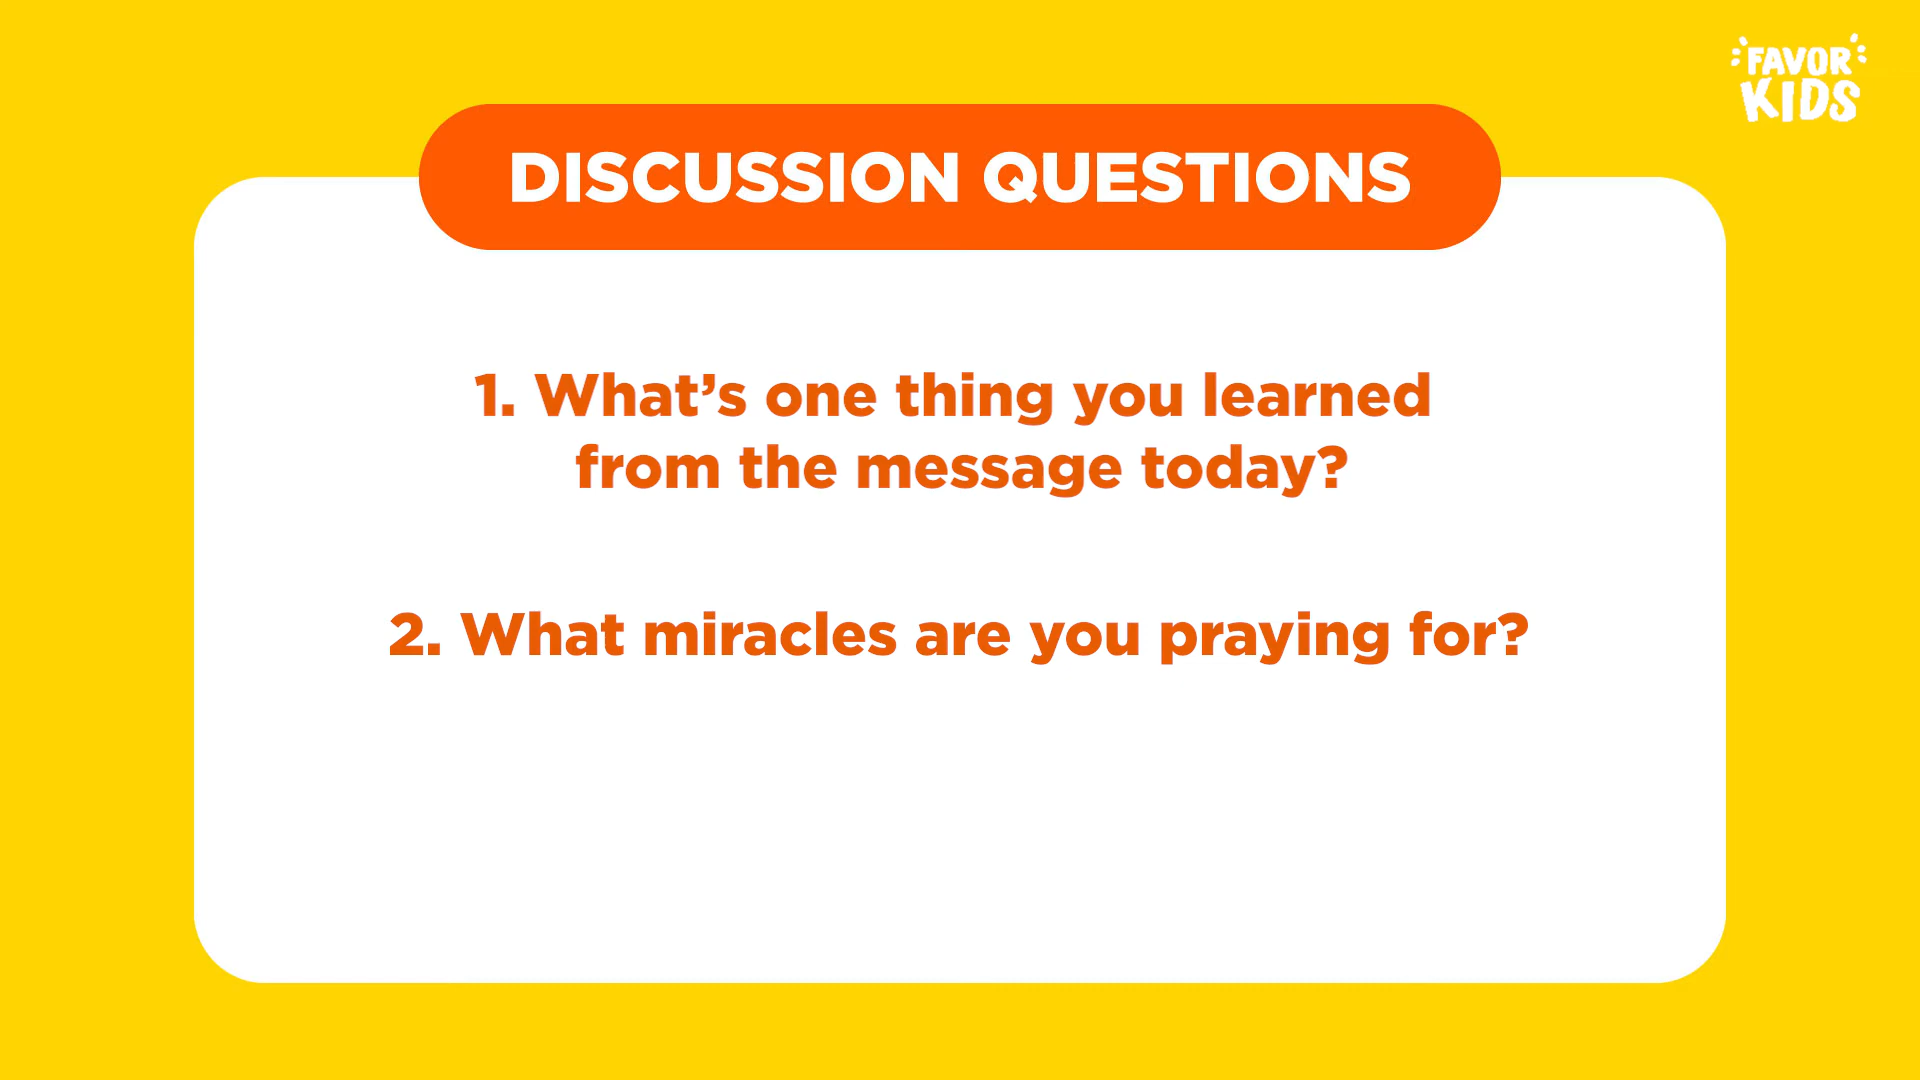 FAVOR
KIDS
DISCUSSION QUESTIONS
1. What’s one thing you learned
from the message today?
2. What miracles are you praying for?